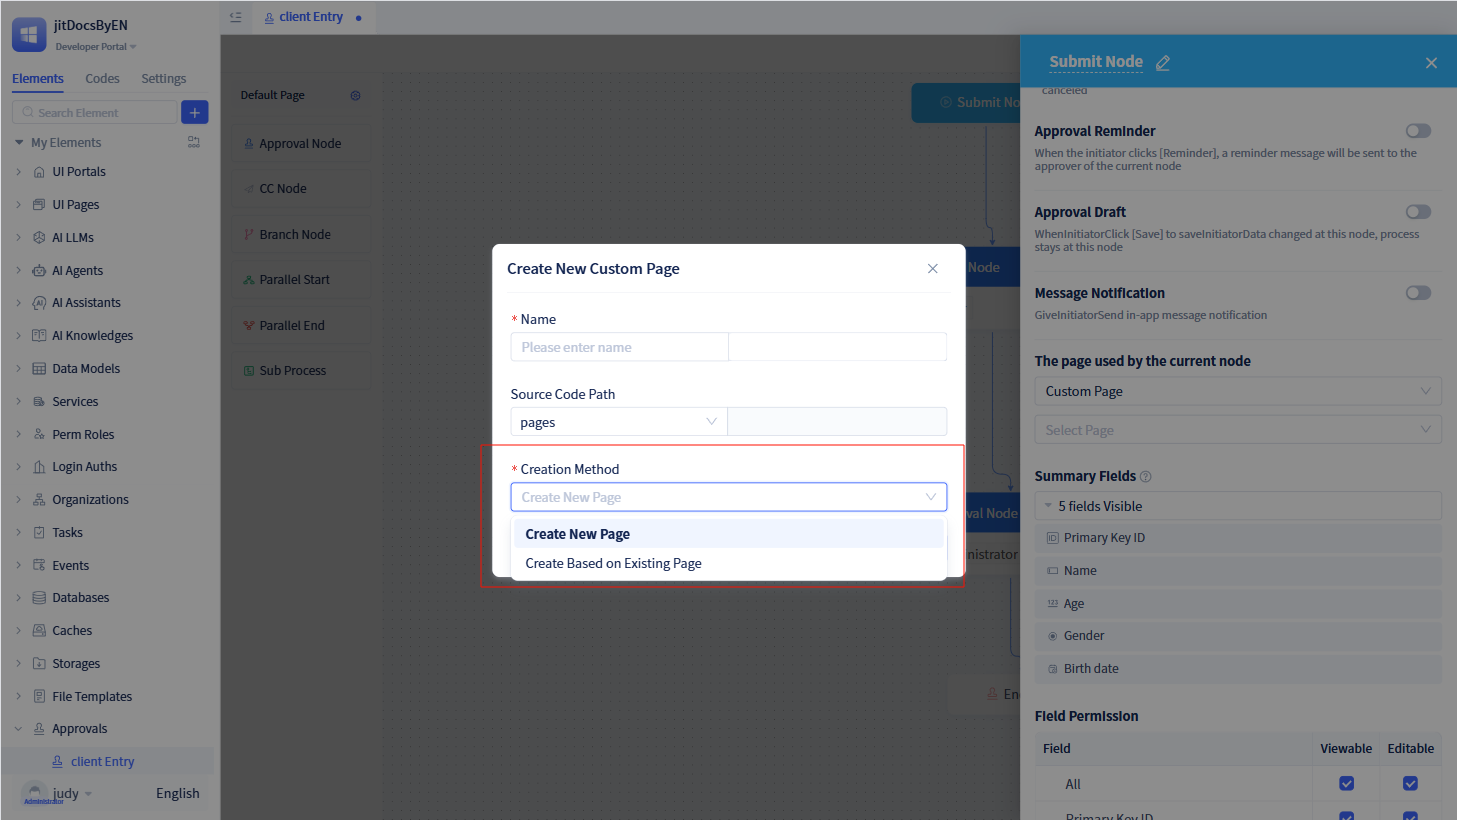 jitDocsByEN
Developer Portal
Elements
Codes
Settings
Search Element
My Elements
UI Portals
UI Pages
AI LLMs
AI Agents
AI Assistants
AI Knowledges
Data Models
Services
Perm Roles
Login Auths
Organizations
Tasks
Events
Databases
Caches
Storages
File Templates
Approvals
client Entry
judy
Administrator
English
client Entry
Default Page
Approval Node
CC Node
Branch Node
Parallel Start
Parallel End
Sub Process
Submit No
Node
val Node
nistrator
En
Create New Custom Page
* Name
Please enter name
Source Code Path
pages
* Creation Method
Create New Page
Create New Page
Create Based on Existing Page
Submit Node
canceled
Approval Reminder
When the initiator clicks [Reminder], a reminder message will be sent to the
approver of the current node
Approval Draft
WhenInitiatorClick [Save] to saveInitiatorData changed at this node, process
stays at this node
Message Notification
GiveInitiatorSend in-app message notification
The page used by the current node
Custom Page
Select Page
Summary Fields
5 fields Visible
Primary Key ID
Name
Age
Gender
Birth date
Field Permission
Field Viewable Editable
All
Primary Key ID